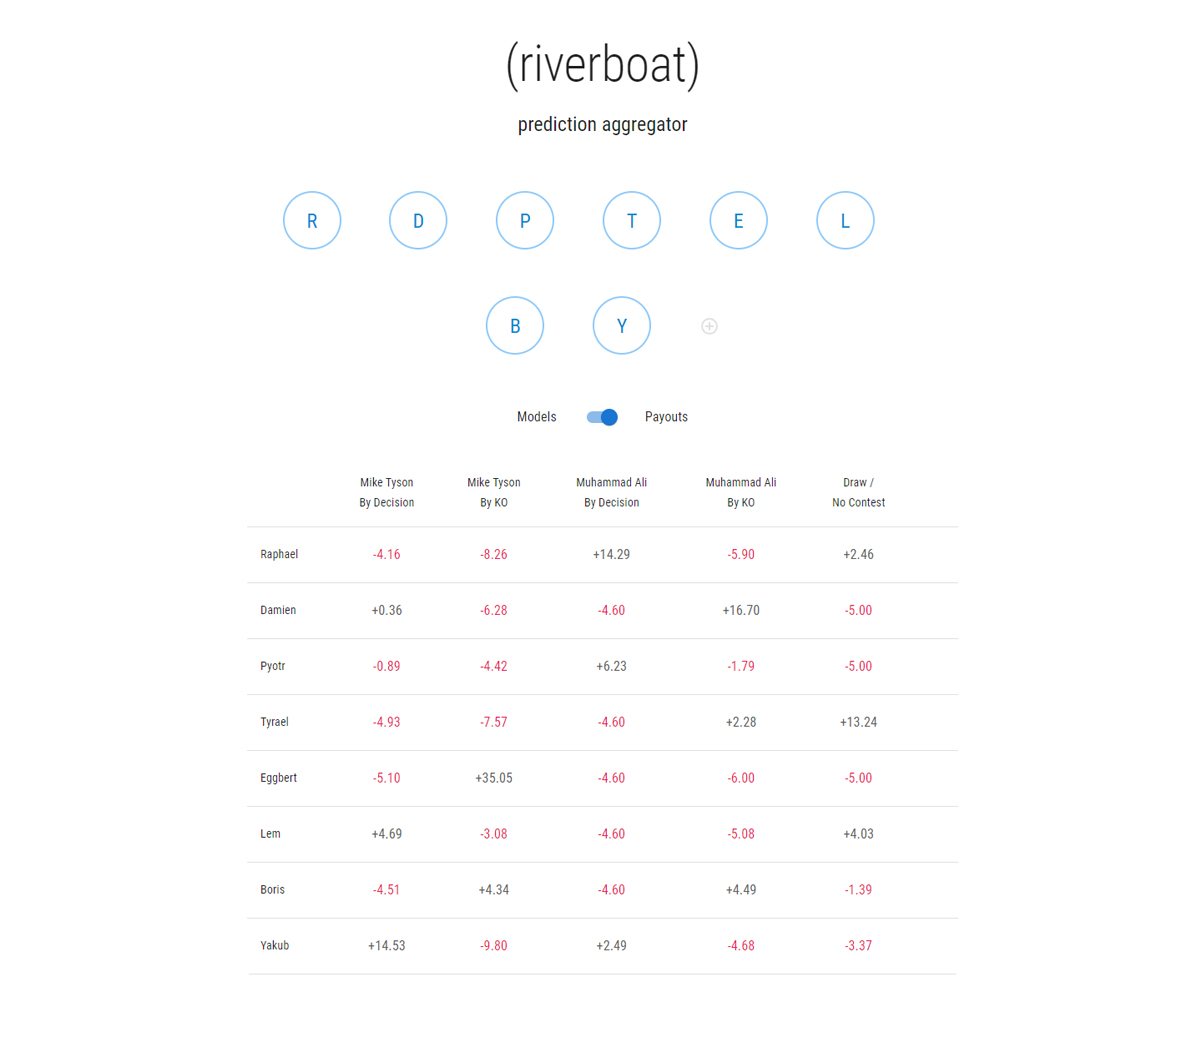 (riverboat)
prediction aggregator
R D P T E L
B Y
Models Payouts
Mike Tyson Mike Tyson Muhammad Ali Muhammad Ali Draw /
By Decision By KO By Decision By KO No Contest
Raphael -4.16 -8.26 +14.29 -5.90 +2.46
Damien +0.36 -6.28 -4.60 +16.70 -5.00
Pyotr -0.89 -4.42 +6.23 -1.79 -5.00
Tyrael -4.93 -7.57 -4.60 +2.28 +13.24
Eggbert -5.10 +35.05 -4.60 -6.00 -5.00
Lem +4.69 -3.08 -4.60 -5.08 +4.03
Boris -4.51 +4.34 -4.60 +4.49 -1.39
Yakub +14.53 -9.80 +2.49 -4.68 -3.37